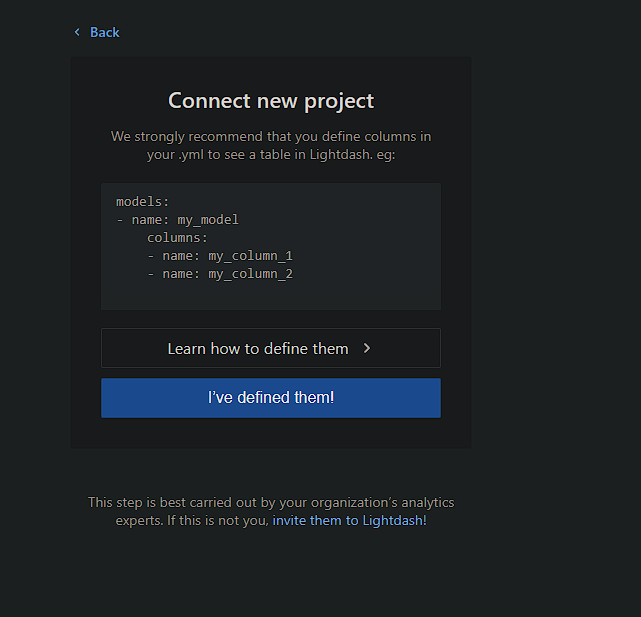 Back
Connect new project
We strongly recommend that you define columns in
your .yml to see a table in Lightdash. eg:
models:
- name: my_model
    columns:
    - name: my_column_1
    - name: my_column_2
Learn how to define them
I've defined them!
This step is best carried out by your organization's analytics
experts. If this is not you, invite them to Lightdash!